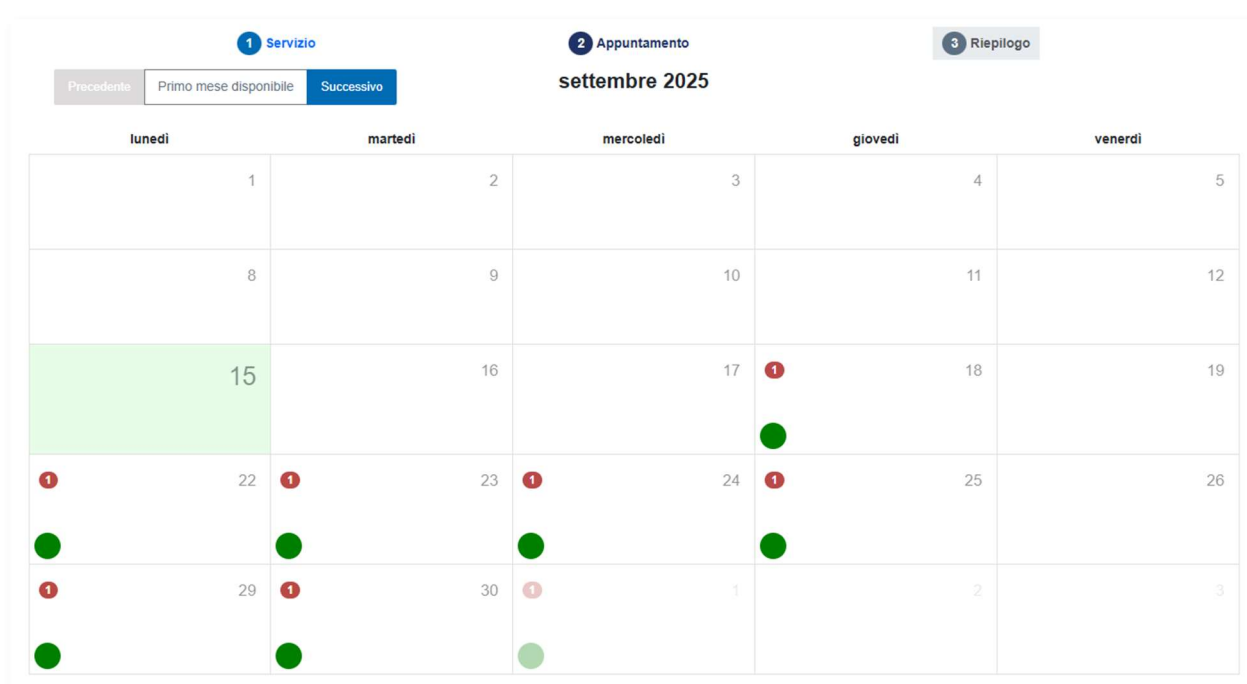 1 Servizio 2 Appuntamento 3 Riepilogo
Precedente Primo mese disponibile Successivo settembre 2025
lunedì martedì mercoledì giovedì venerdì
1 2 3 4 5
8 9 10 11 12
15 16 17 1 18 19
1 22 1 23 1 24 1 25 26
1 29 1 30 1 1 2 3